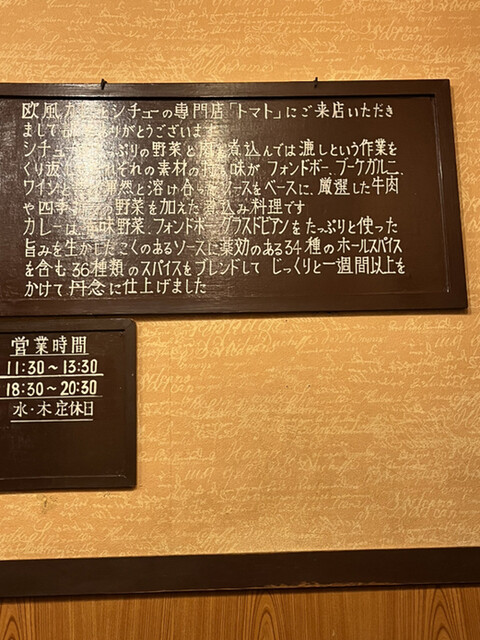 欧風カレー&シチューの専門店「トマト」にご来店いただき
まして誠にありがとうございます
シチューはたっぷりの野菜と肉を煮込んでは漉しという作業を
くり返しそれぞれの素材の持ち味が フォンドボー、ブーケガルニ、
ワインと 渾然と溶け合ったソースをベースに、厳選した牛肉
や四季 野菜を加えた煮込み料理です
カレーは 味野菜、フォンドボー、グラスドビアンをたっぷりと使った
旨みを生かしたこくのあるソースに薬効のある34種のホールスパイス
を含む36種類のスパイスをブレンドして じっくりと一週間以上を
かけて丹念に仕上げました
営業時間
11:30〜13:30
18:30〜20:30
水・木定休日